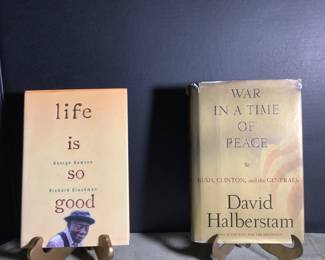 life
is
George Dawson
so
Richard Glaubman
good
WAR
IN A TIME
OF
PEACE
BUSH, CLINTON, and the GENERALS
David
Halberstam